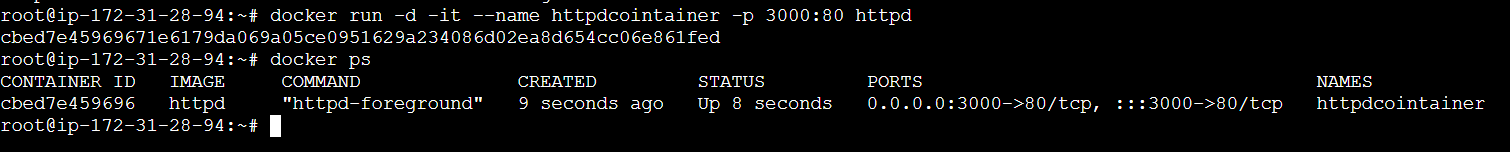 root@ip-172-31-28-94:~# docker run -d -it --name httpdcointainer -p 3000:80 httpd
cbed7e45969671e6179da069a05ce0951629a234086d02ea8d654cc06e861fed
root@ip-172-31-28-94:~# docker ps
CONTAINER ID   IMAGE     COMMAND              CREATED         STATUS         PORTS                                   NAMES
cbed7e459696   httpd     "httpd-foreground"   9 seconds ago   Up 8 seconds   0.0.0.0:3000->80/tcp, :::3000->80/tcp   httpdcointainer
root@ip-172-31-28-94:~#